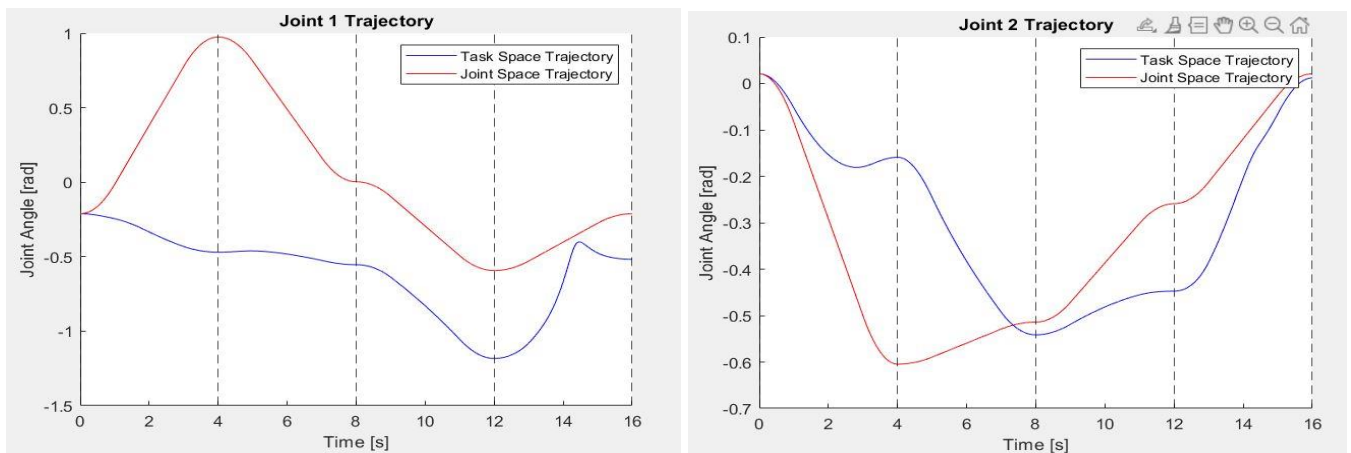 Joint 1 Trajectory
Task Space Trajectory
Joint Space Trajectory
1
0.5
0
-0.5
-1
-1.5
Joint Angle [rad]
0 2 4 6 8 10 12 14 16
Time [s]
Joint 2 Trajectory
Task Space Trajectory
Joint Space Trajectory
0.1
0
-0.1
-0.2
-0.3
-0.4
-0.5
-0.6
-0.7
Joint Angle [rad]
0 2 4 6 8 10 12 14 16
Time [s]